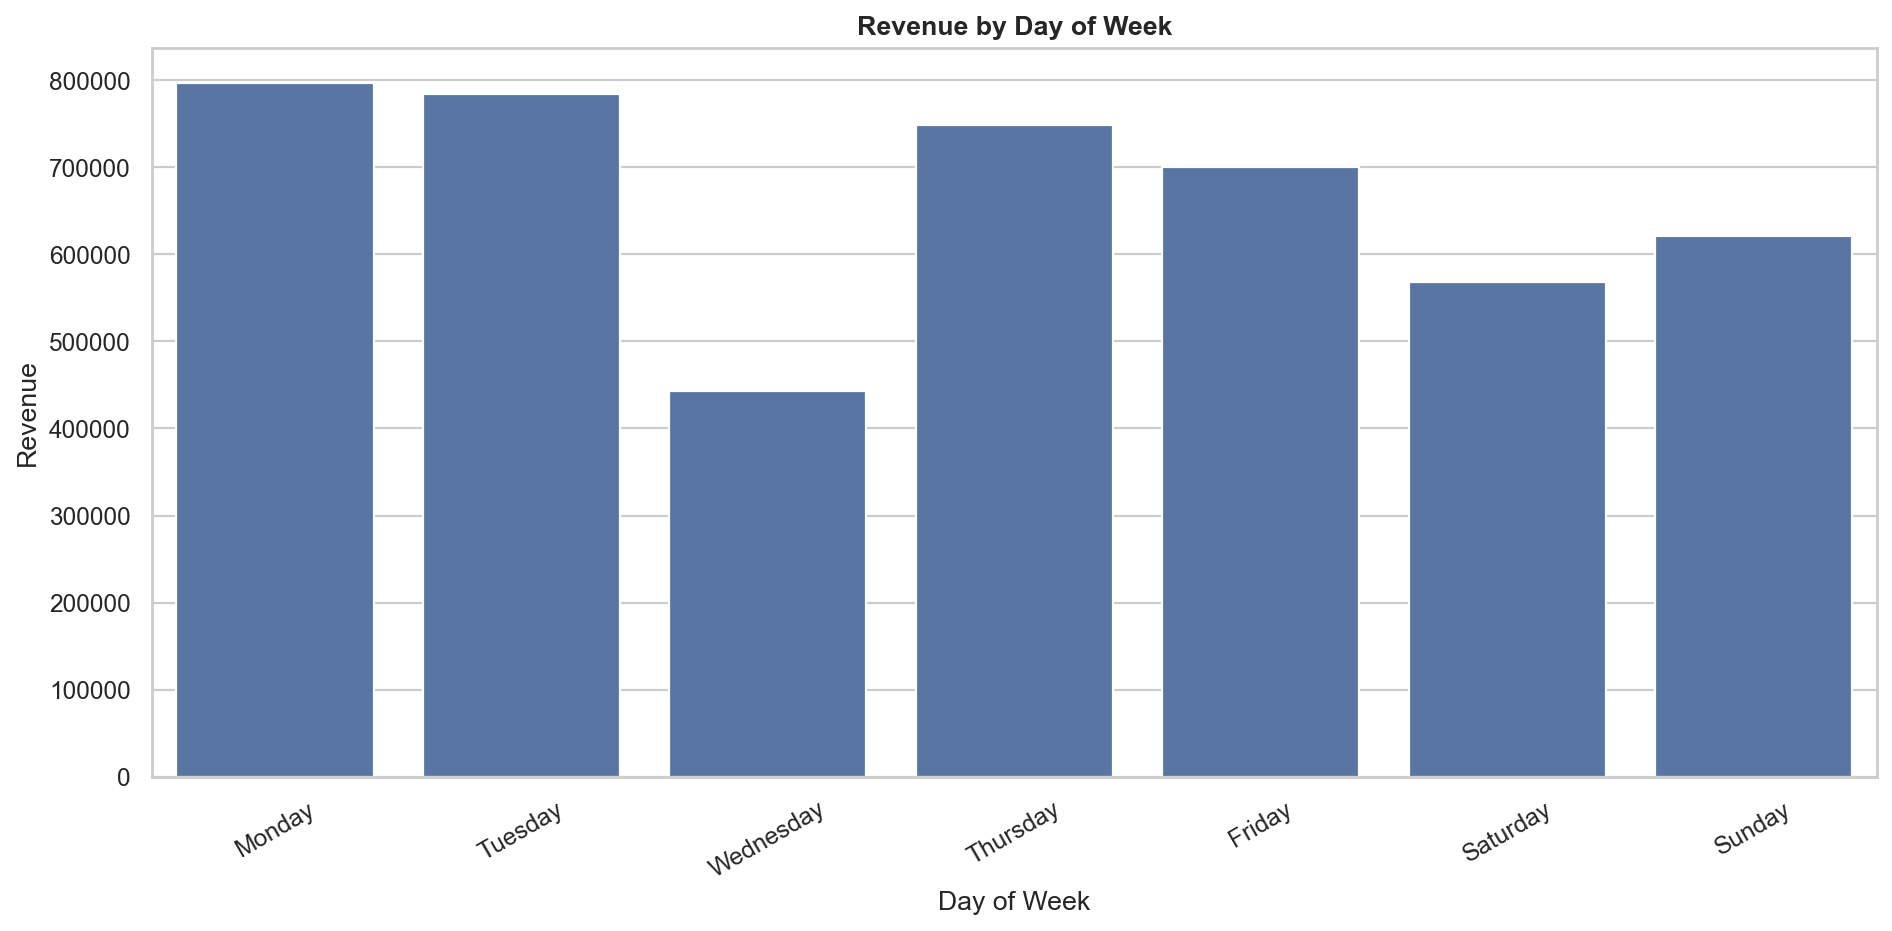 Revenue by Day of Week
Revenue
800000
700000
600000
500000
400000
300000
200000
100000
0
Monday
Tuesday
Wednesday
Thursday
Friday
Saturday
Sunday
Day of Week